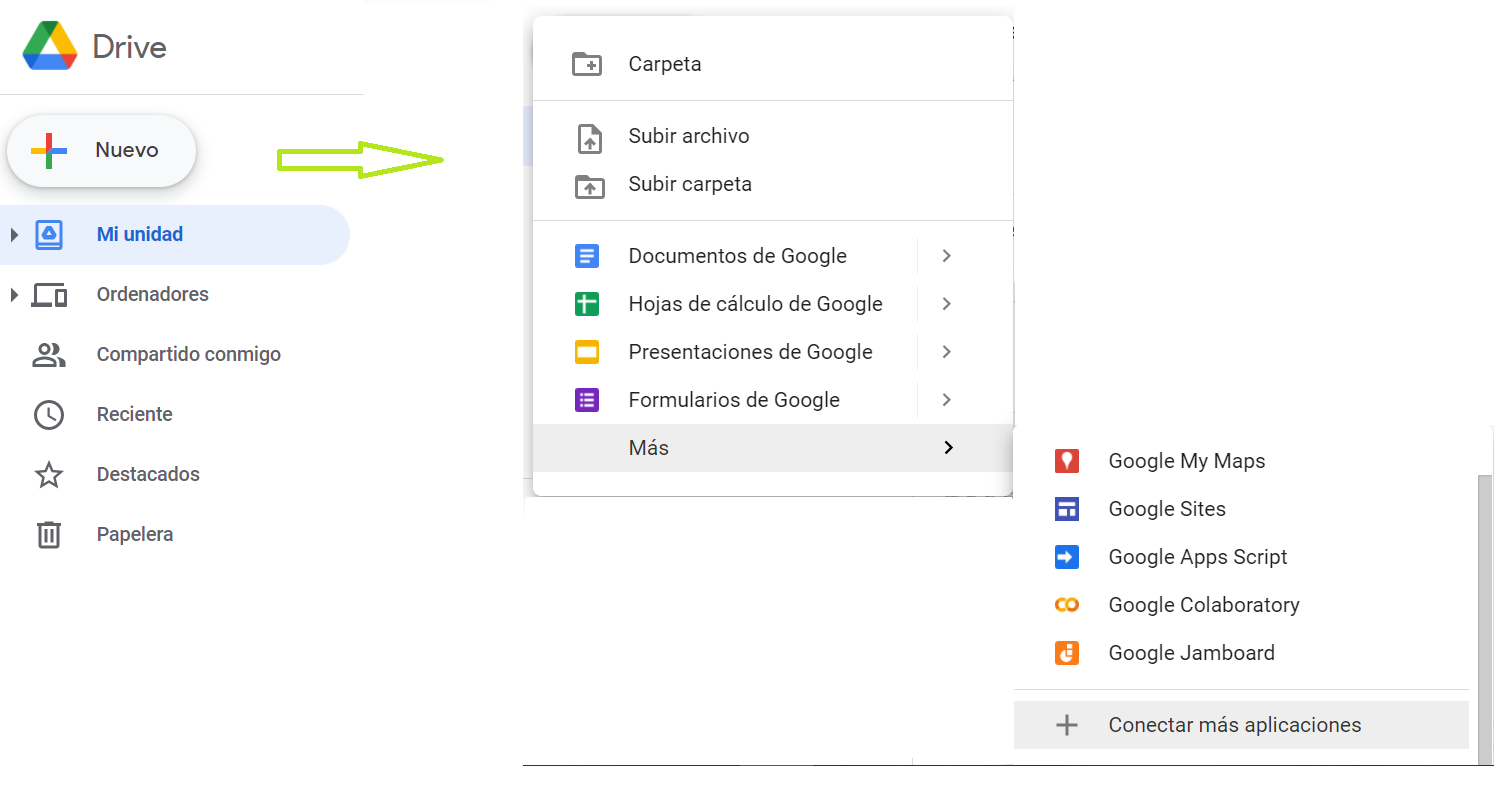 Drive
Nuevo
Mi unidad
Ordenadores
Compartido conmigo
Reciente
Destacados
Papelera
Carpeta
Subir archivo
Subir carpeta
Documentos de Google
Hojas de cálculo de Google
Presentaciones de Google
Formularios de Google
Más
Google My Maps
Google Sites
Google Apps Script
Google Colaboratory
Google Jamboard
Conectar más aplicaciones